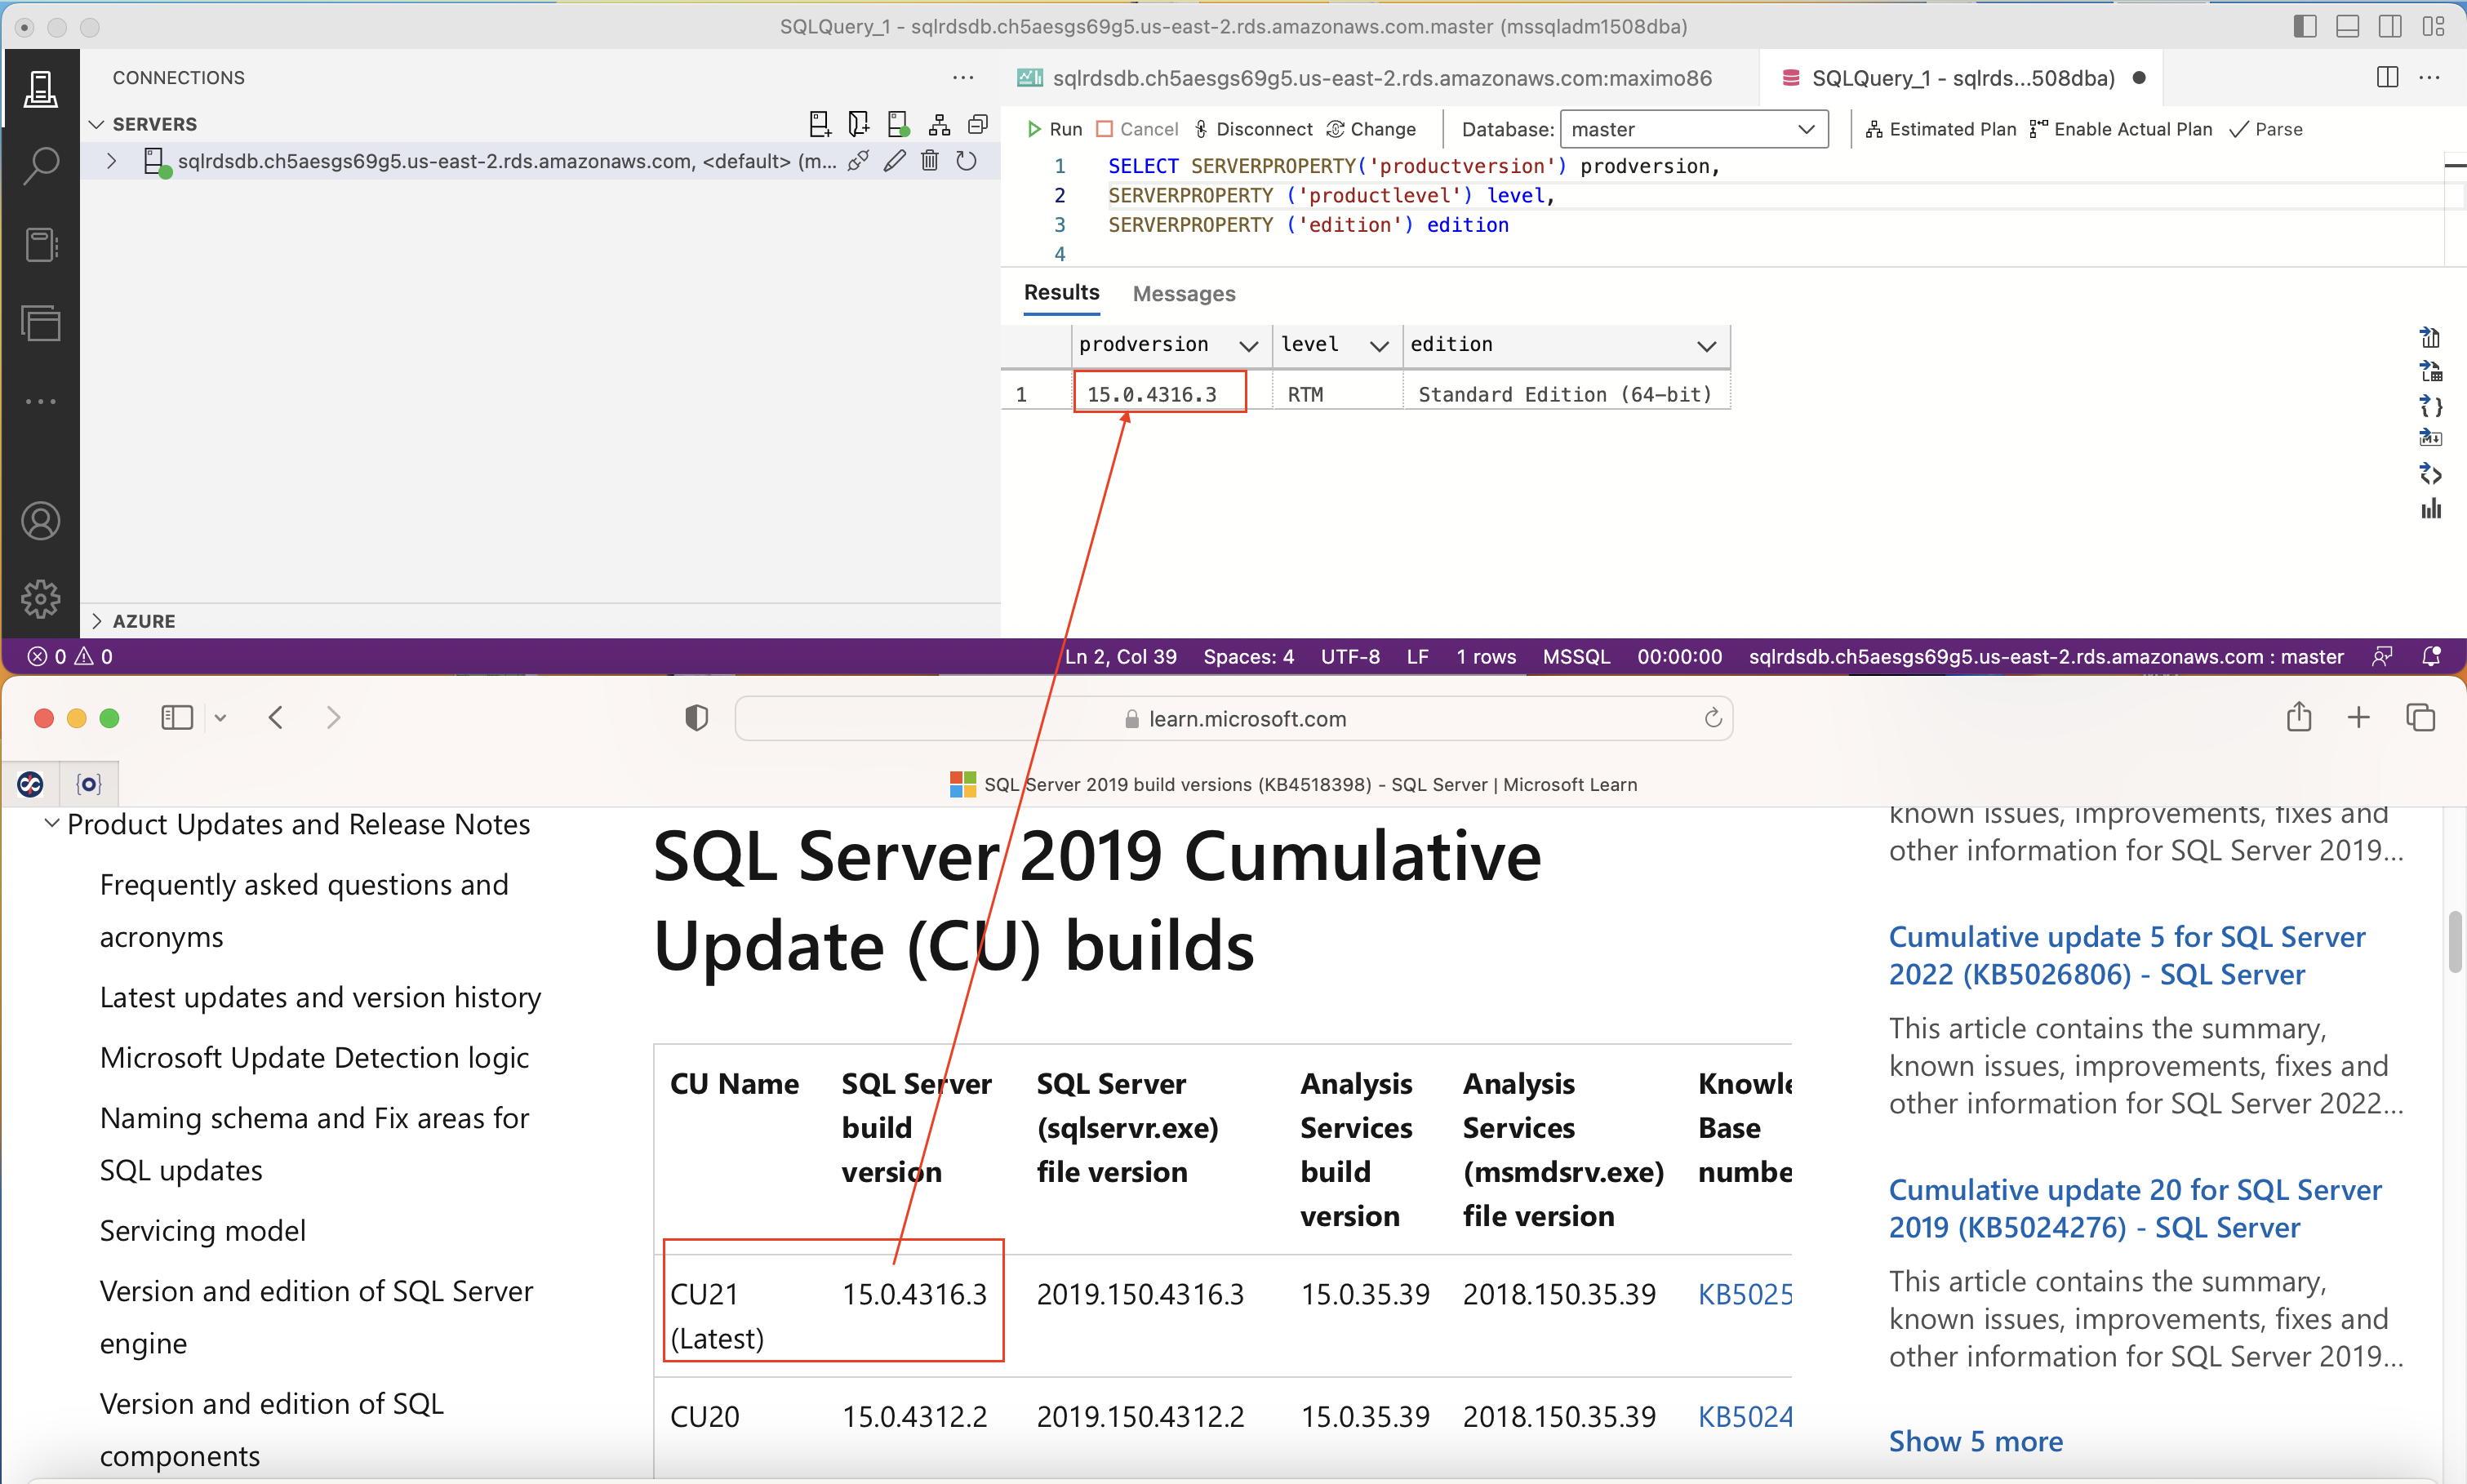 SQLQuery_1 - sqlrdsdb.ch5aesgs69g5.us-east-2.rds.amazonaws.com.master (mssqladm1508dba)
CONNECTIONS
SERVERS
sqlrdsdb.ch5aesgs69g5.us-east-2.rds.amazonaws.com, <default> (m...
AZURE
sqlrdsdb.ch5aesgs69g5.us-east-2.rds.amazonaws.com:maximo86
SQLQuery_1 - sqlrds...508dba)
Run Cancel Disconnect Change Database: master Estimated Plan Enable Actual Plan Parse
1 SELECT SERVERPROPERTY('productversion') prodversion,
2 SERVERPROPERTY ('productlevel') level,
3 SERVERPROPERTY ('edition') edition
4
Results Messages
prodversion level edition
1 15.0.4316.3 RTM Standard Edition (64-bit)
0 0 Ln 2, Col 39 Spaces: 4 UTF-8 LF 1 rows MSSQL 00:00:00 sqlrdsdb.ch5aesgs69g5.us-east-2.rds.amazonaws.com : master
learn.microsoft.com
SQL Server 2019 build versions (KB4518398) - SQL Server | Microsoft Learn
Product Updates and Release Notes
Frequently asked questions and
acronyms
Latest updates and version history
Microsoft Update Detection logic
Naming schema and Fix areas for
SQL updates
Servicing model
Version and edition of SQL Server
engine
Version and edition of SQL
components
SQL Server 2019 Cumulative
Update (CU) builds
CU Name SQL Server SQL Server Analysis Analysis Knowle
build (sqlservr.exe) Services Services Base
version file version build (msmdsrv.exe) numbe
version file version
CU21 15.0.4316.3 2019.150.4316.3 15.0.35.39 2018.150.35.39 KB5025
(Latest)
CU20 15.0.4312.2 2019.150.4312.2 15.0.35.39 2018.150.35.39 KB5024
known issues, improvements, fixes and
other information for SQL Server 2019...
Cumulative update 5 for SQL Server
2022 (KB5026806) - SQL Server
This article contains the summary,
known issues, improvements, fixes and
other information for SQL Server 2022...
Cumulative update 20 for SQL Server
2019 (KB5024276) - SQL Server
This article contains the summary,
known issues, improvements, fixes and
other information for SQL Server 2019...
Show 5 more